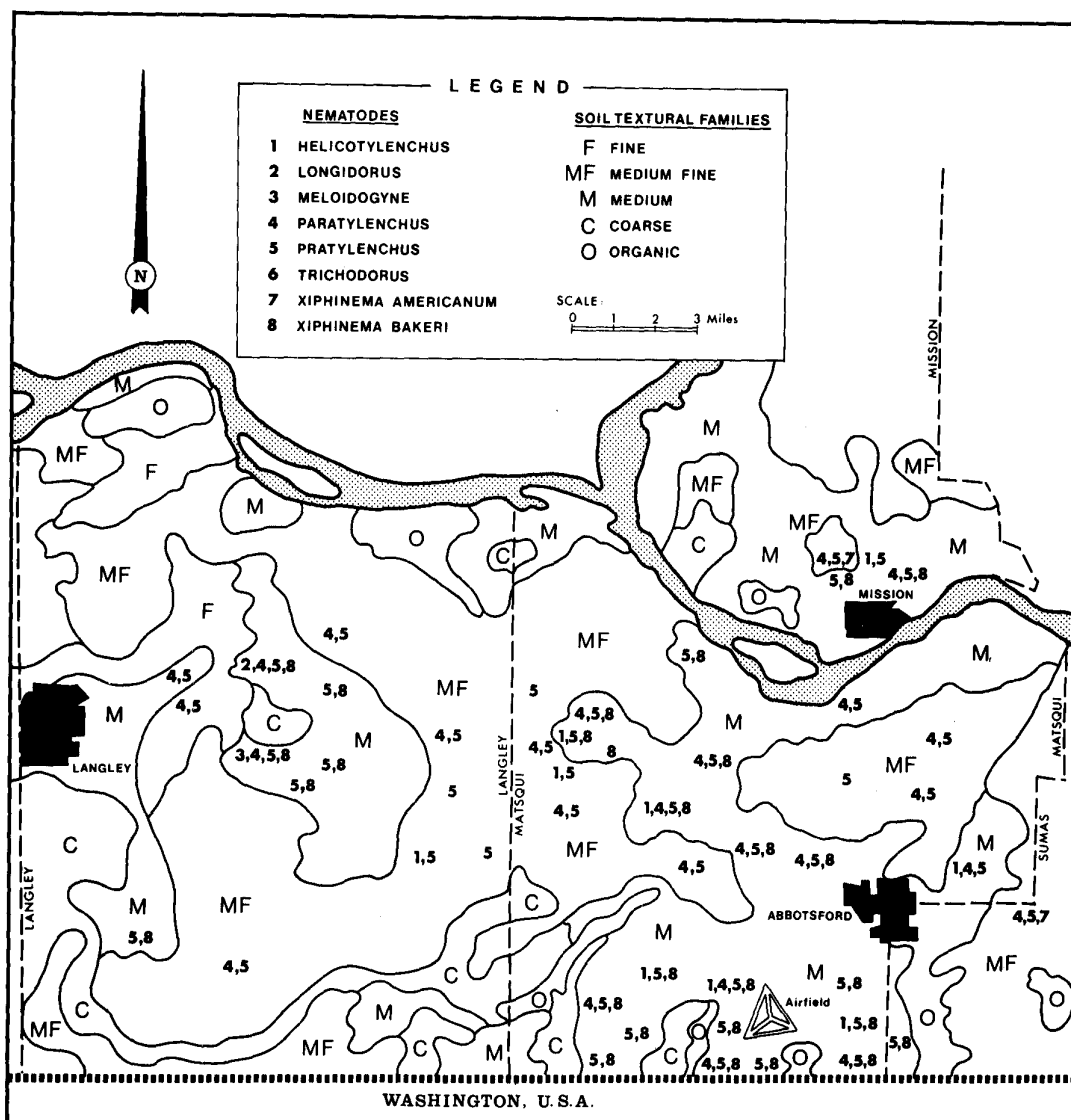 LEGEND
NEMATODES
1 HELICOTYLENCHUS
2 LONGIDORUS
3 MELOIDOGYNE
4 PARATYLENCHUS
5 PRATYLENCHUS
6 TRICHODORUS
7 XIPHINEMA AMERICANUM
8 XIPHINEMA BAKERI
SOIL TEXTURAL FAMILIES
F FINE
MF MEDIUM FINE
M MEDIUM
C COARSE
O ORGANIC
SCALE:
0 1 2 3 Miles
N
MISSION
M
O
MF
F
M
M
MF
MF
O
C
M
MF
C
M
MF
4,5,7
1,5
M
5,8
4,5,8
O
MISSION
MF
F
4,5
MF
5,8
M
4,5
2,4,5,8
4,5
5,8
MF
5
4,5,8
M
4,5
M
C
M
4,5
4,5
1,5,8
8
4,5,8
4,5
MF
MATSQUI
LANGLEY
3,4,5,8
5,8
5,8
5
1,5
4,5
1,4,5,8
5
4,5
LANGLEY
MATSQUI
SUMAS
C
1,5
5
MF
4,5
4,5,8
4,5,8
M
1,4,5
LANGLEY
M
MF
C
ABBOTSFORD
4,5,7
5,8
4,5
M
1,5,8
1,4,5,8
M
5,8
MF
C
C
O
4,5,8
Airfield
O
O
MF
M
5,8
O
5,8
1,5,8
5,8
MF
C
M
C
5,8
C
4,5,8
5,8
O
4,5,8
WASHINGTON, U.S.A.